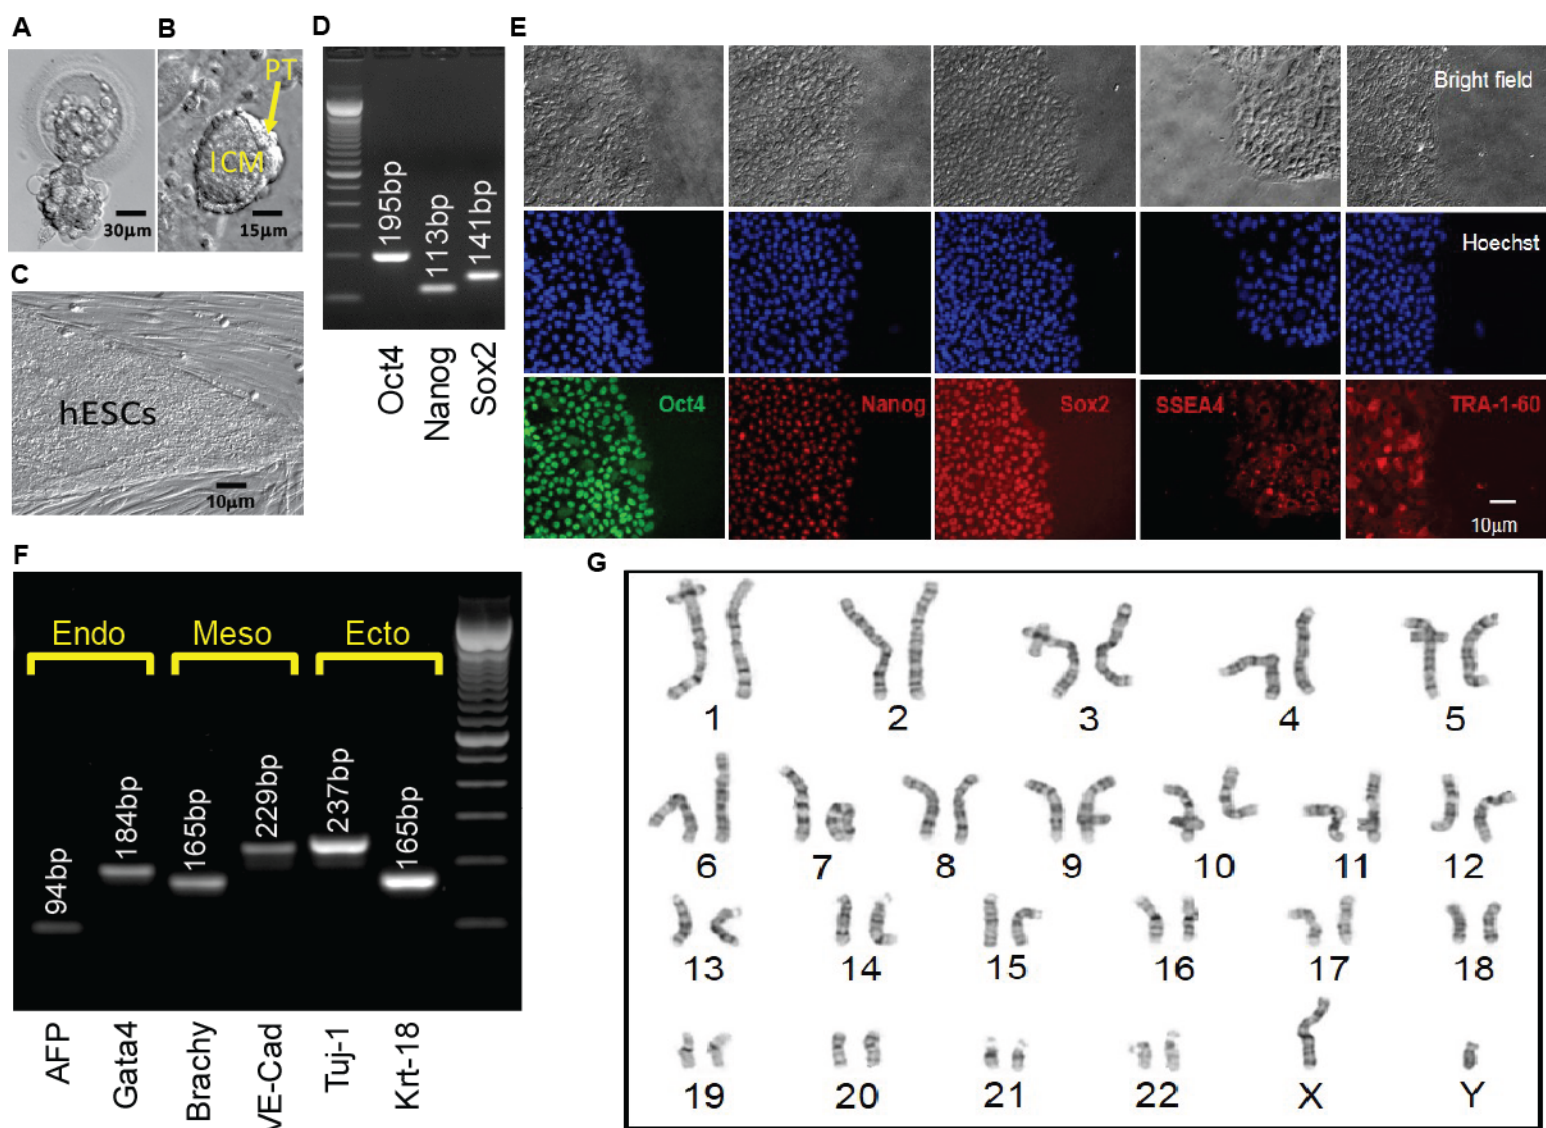 A
B
PT
ICM
30µm
15µm
C
hESCs
10µm
D
195bp
113bp
141bp
Oct4
Nanog
Sox2
E
Bright field
Hoechst
Oct4
Nanog
Sox2
SSEA4
TRA-1-60
10µm
F
Endo
Meso
Ecto
94bp
184bp
165bp
229bp
237bp
165bp
AFP
Gata4
Brachy
VE-Cad
Tuj-1
Krt-18
G
1
2
3
4
5
6
7
8
9
10
11
12
13
14
15
16
17
18
19
20
21
22
X
Y